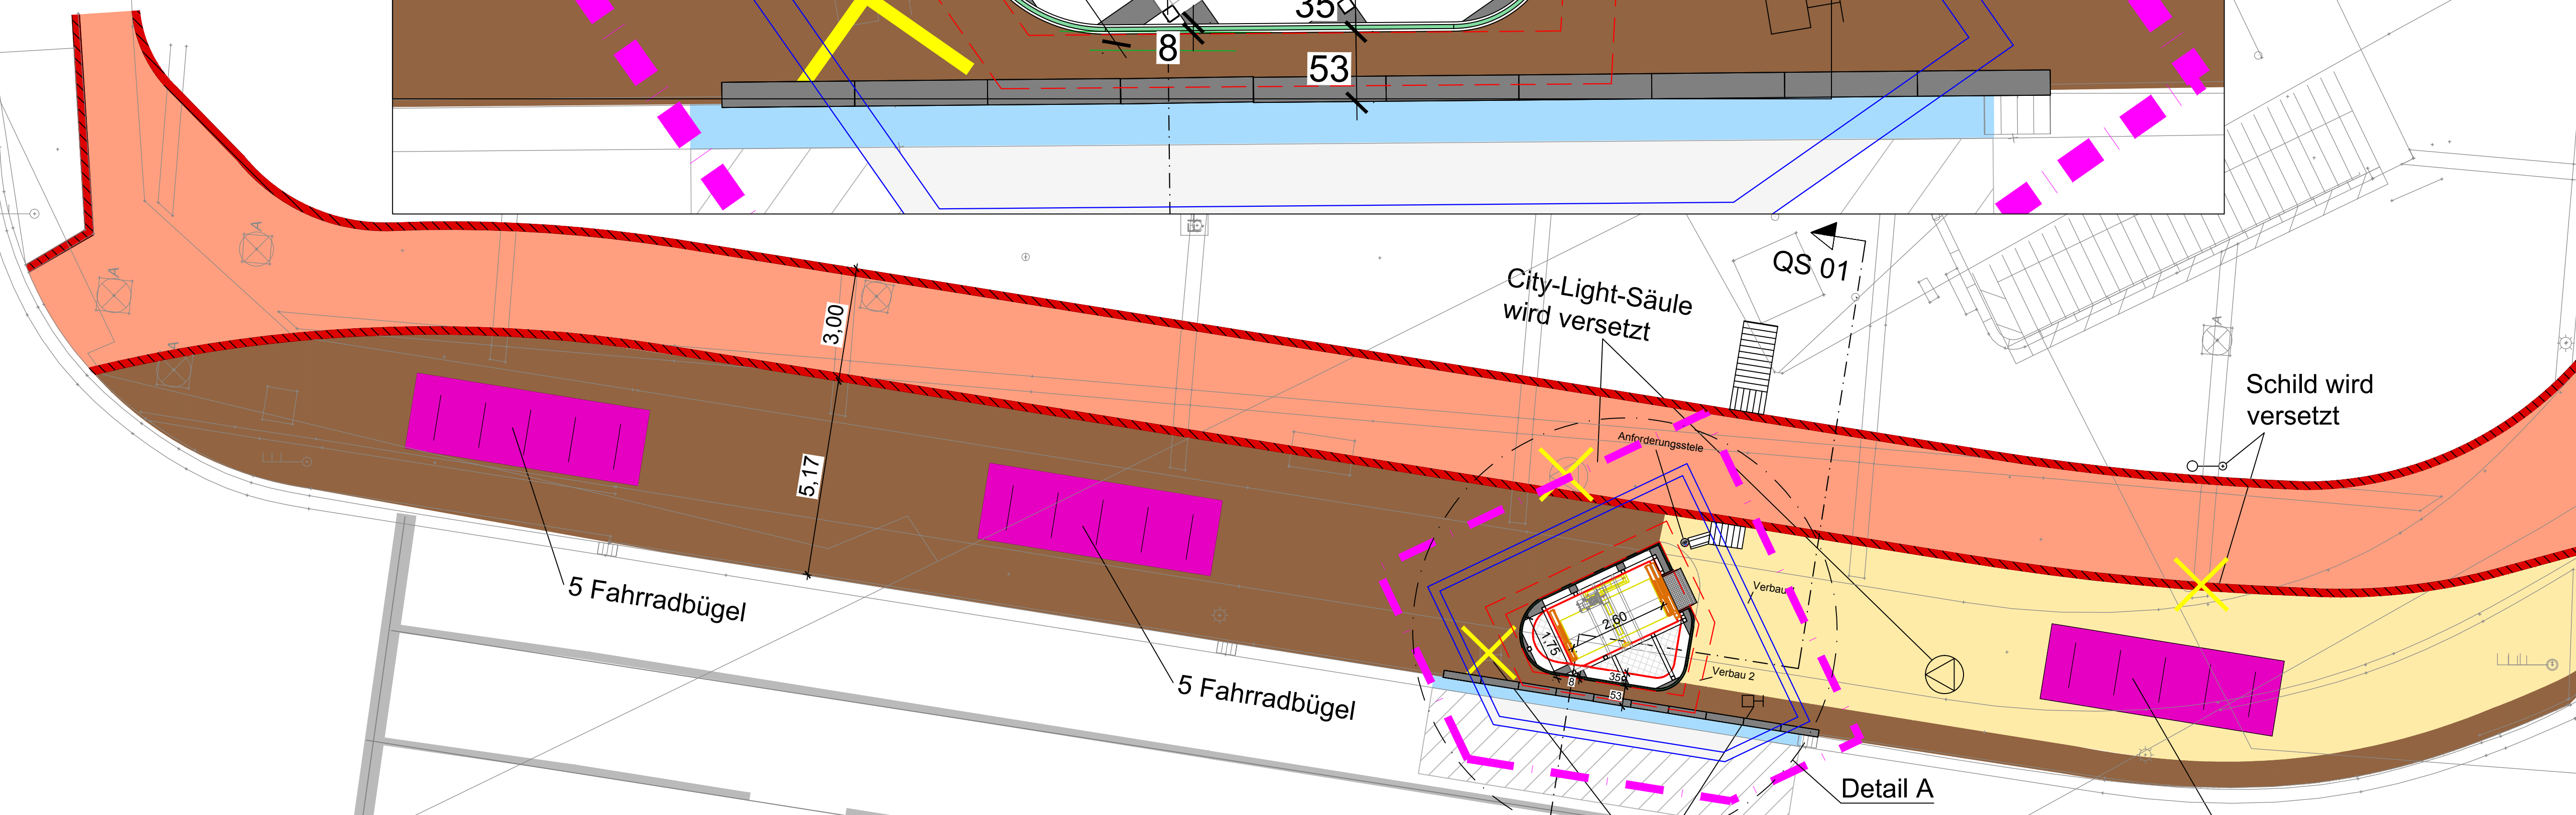 35
8
53
QS 01
City-Light-Säule
wird versetzt
3,00
Schild wird
versetzt
Anforderungsstele
5,17
A
A
A
A
5 Fahrradbügel
5 Fahrradbügel
Verbau
2.60
1.75
Verbau 2
8
35
53
Detail A